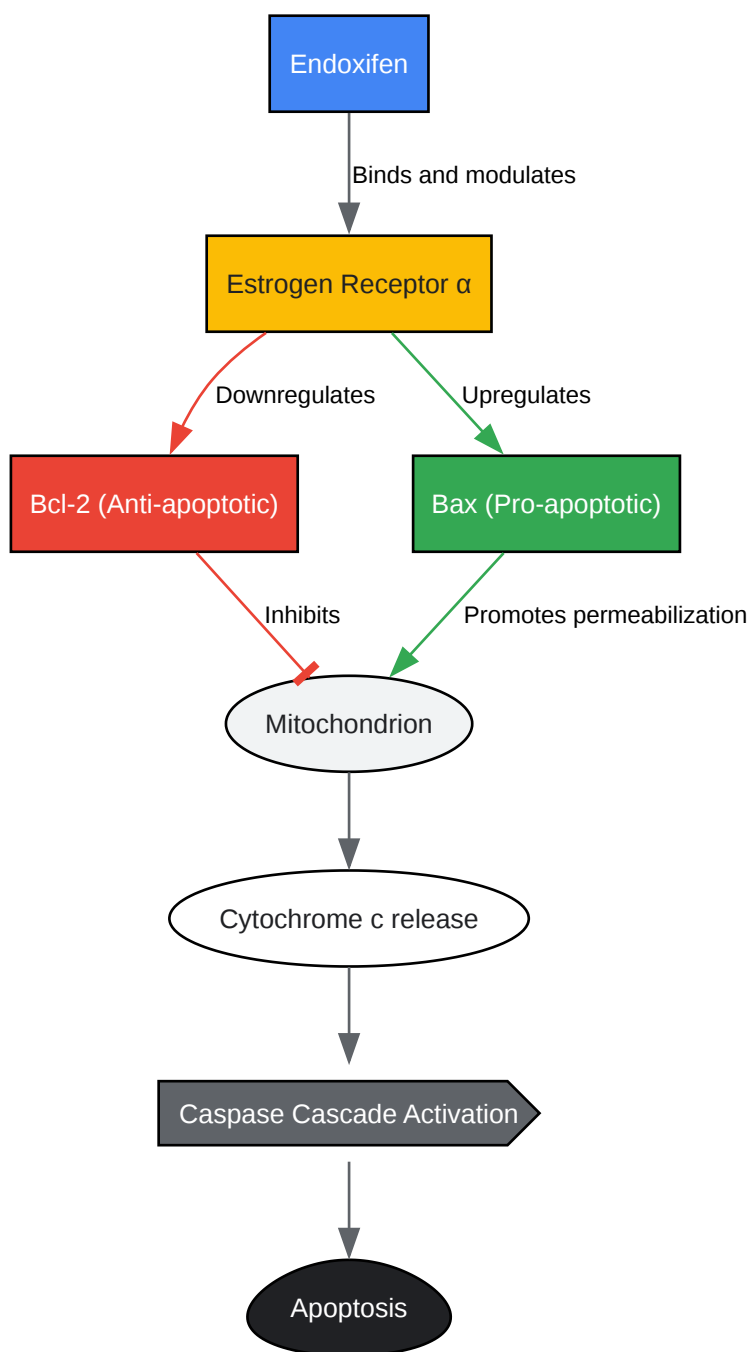 Endoxifen
Binds and modulates
Estrogen Receptor α
Downregulates
Upregulates
Bcl-2 (Anti-apoptotic)
Bax (Pro-apoptotic)
Inhibits
Promotes permeabilization
Mitochondrion
Cytochrome c release
Caspase Cascade Activation
Apoptosis